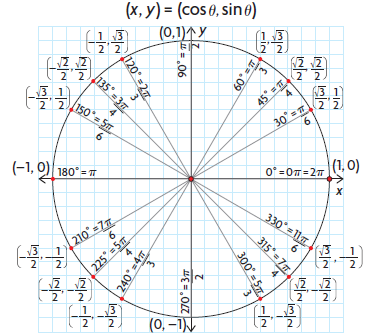 (x, y) = (cos θ, sin θ)
(0,1) y
(-1/2, √3/2)
(1/2, √3/2)
(-√2/2, √2/2)
(√2/2, √2/2)
(-√3/2, 1/2)
(√3/2, 1/2)
120° = 2π/3
90° = π/2
60° = π/3
135° = 3π/4
45° = π/4
150° = 5π/6
30° = π/6
(-1, 0) 180° = π
0° = 0π = 2π (1, 0)
x
210° = 7π/6
330° = 11π/6
225° = 5π/4
315° = 7π/4
240° = 4π/3
270° = 3π/2
300° = 5π/3
(-√3/2, -1/2)
(√3/2, -1/2)
(-√2/2, -√2/2)
(√2/2, -√2/2)
(-1/2, -√3/2)
(1/2, -√3/2)
(0, -1)